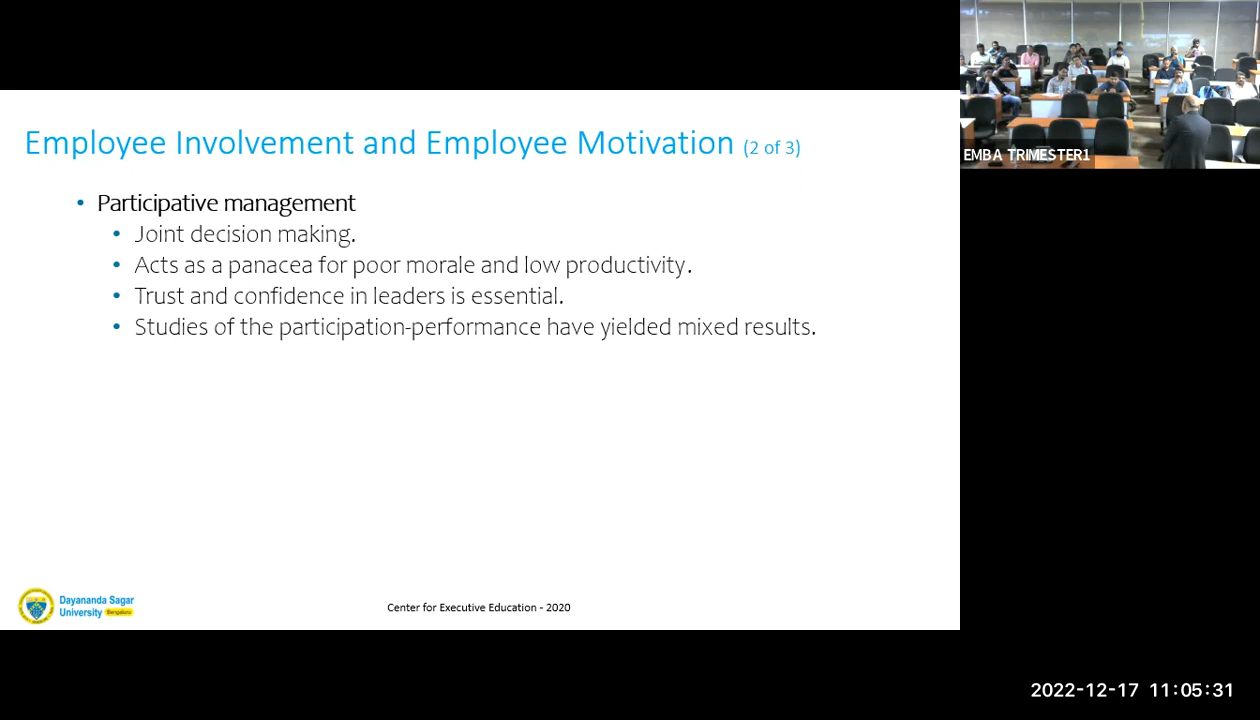 Employee Involvement and Employee Motivation (2 of 3)
• Participative management
• Joint decision making.
• Acts as a panacea for poor morale and low productivity.
• Trust and confidence in leaders is essential.
• Studies of the participation-performance have yielded mixed results.
Dayananda Sagar
University Bengaluru
Center for Executive Education - 2020
EMBA TRIMESTER1
2022-12-17 11:05:31